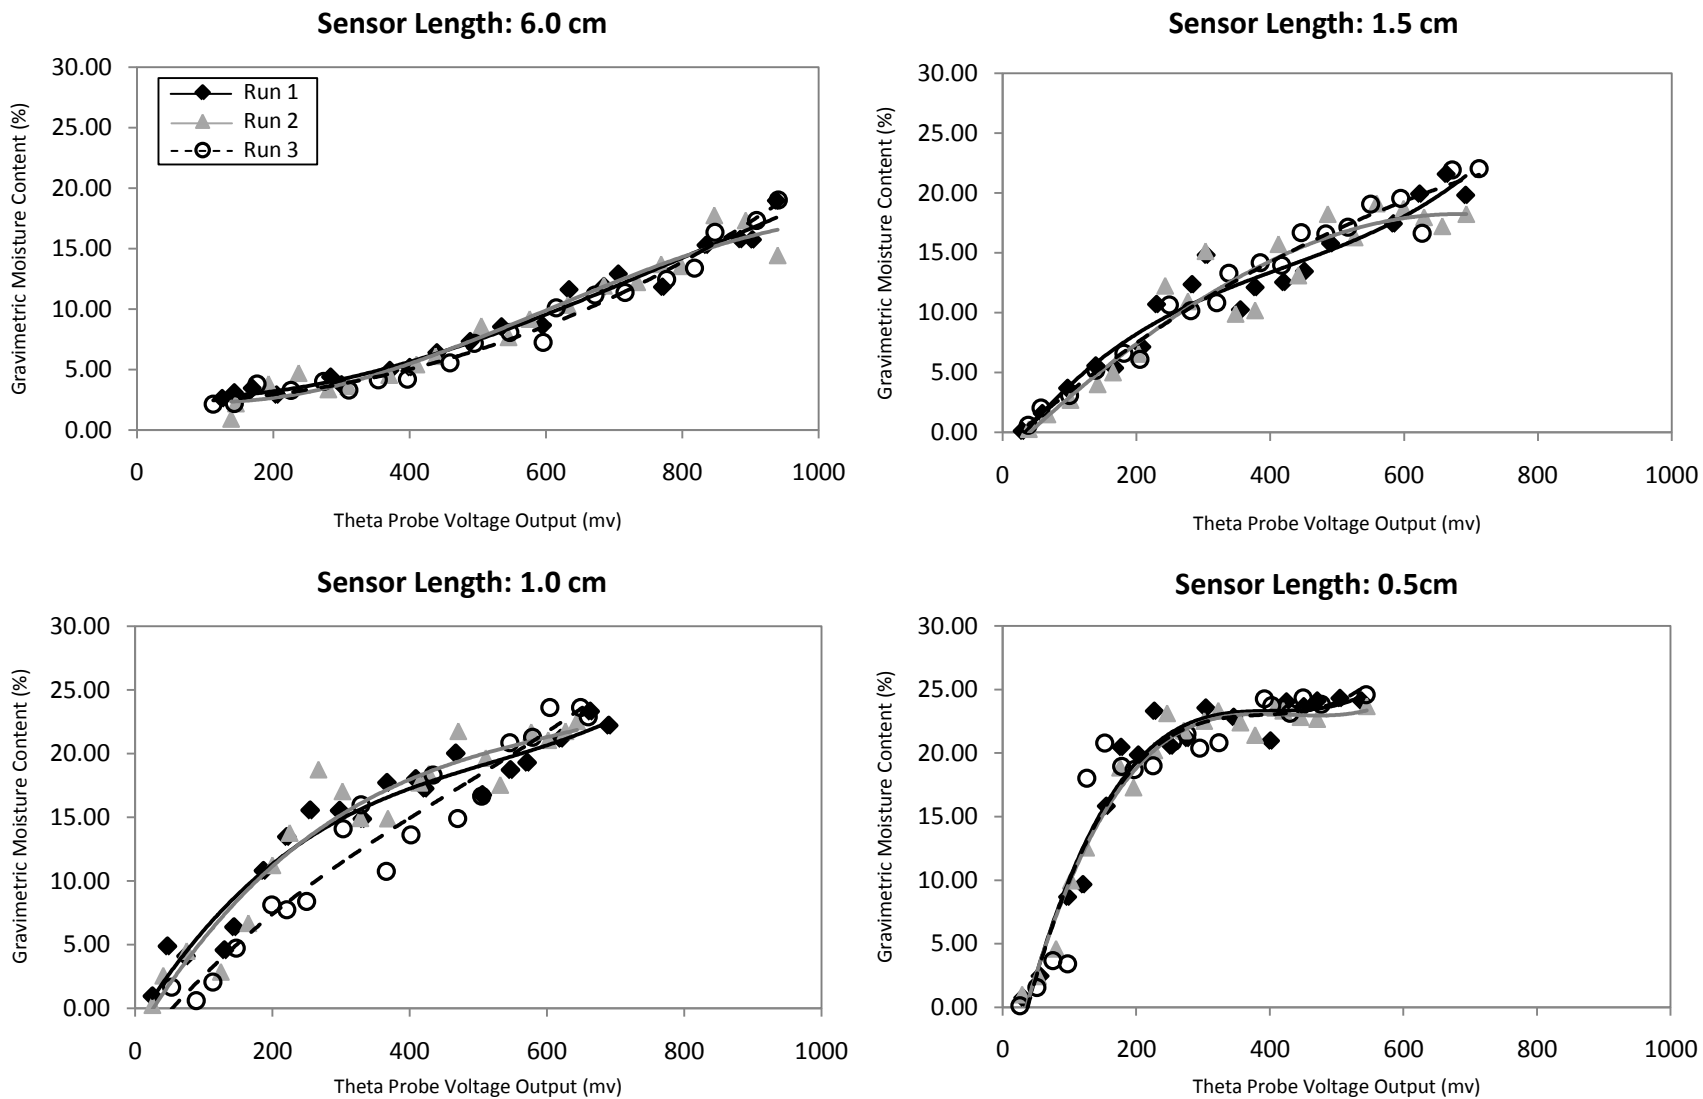 Sensor Length: 6.0 cm
30.00
25.00
20.00
15.00
10.00
5.00
0.00
Gravimetric Moisture Content (%)
Run 1
Run 2
Run 3
0 200 400 600 800 1000
Theta Probe Voltage Output (mv)
Sensor Length: 1.5 cm
30.00
25.00
20.00
15.00
10.00
5.00
0.00
Gravimetric Moisture Content (%)
0 200 400 600 800 1000
Theta Probe Voltage Output (mv)
Sensor Length: 1.0 cm
30.00
25.00
20.00
15.00
10.00
5.00
0.00
Gravimetric Moisture Content (%)
0 200 400 600 800 1000
Theta Probe Voltage Output (mv)
Sensor Length: 0.5cm
30.00
25.00
20.00
15.00
10.00
5.00
0.00
Gravimetric Moisture Content (%)
0 200 400 600 800 1000
Theta Probe Voltage Output (mv)